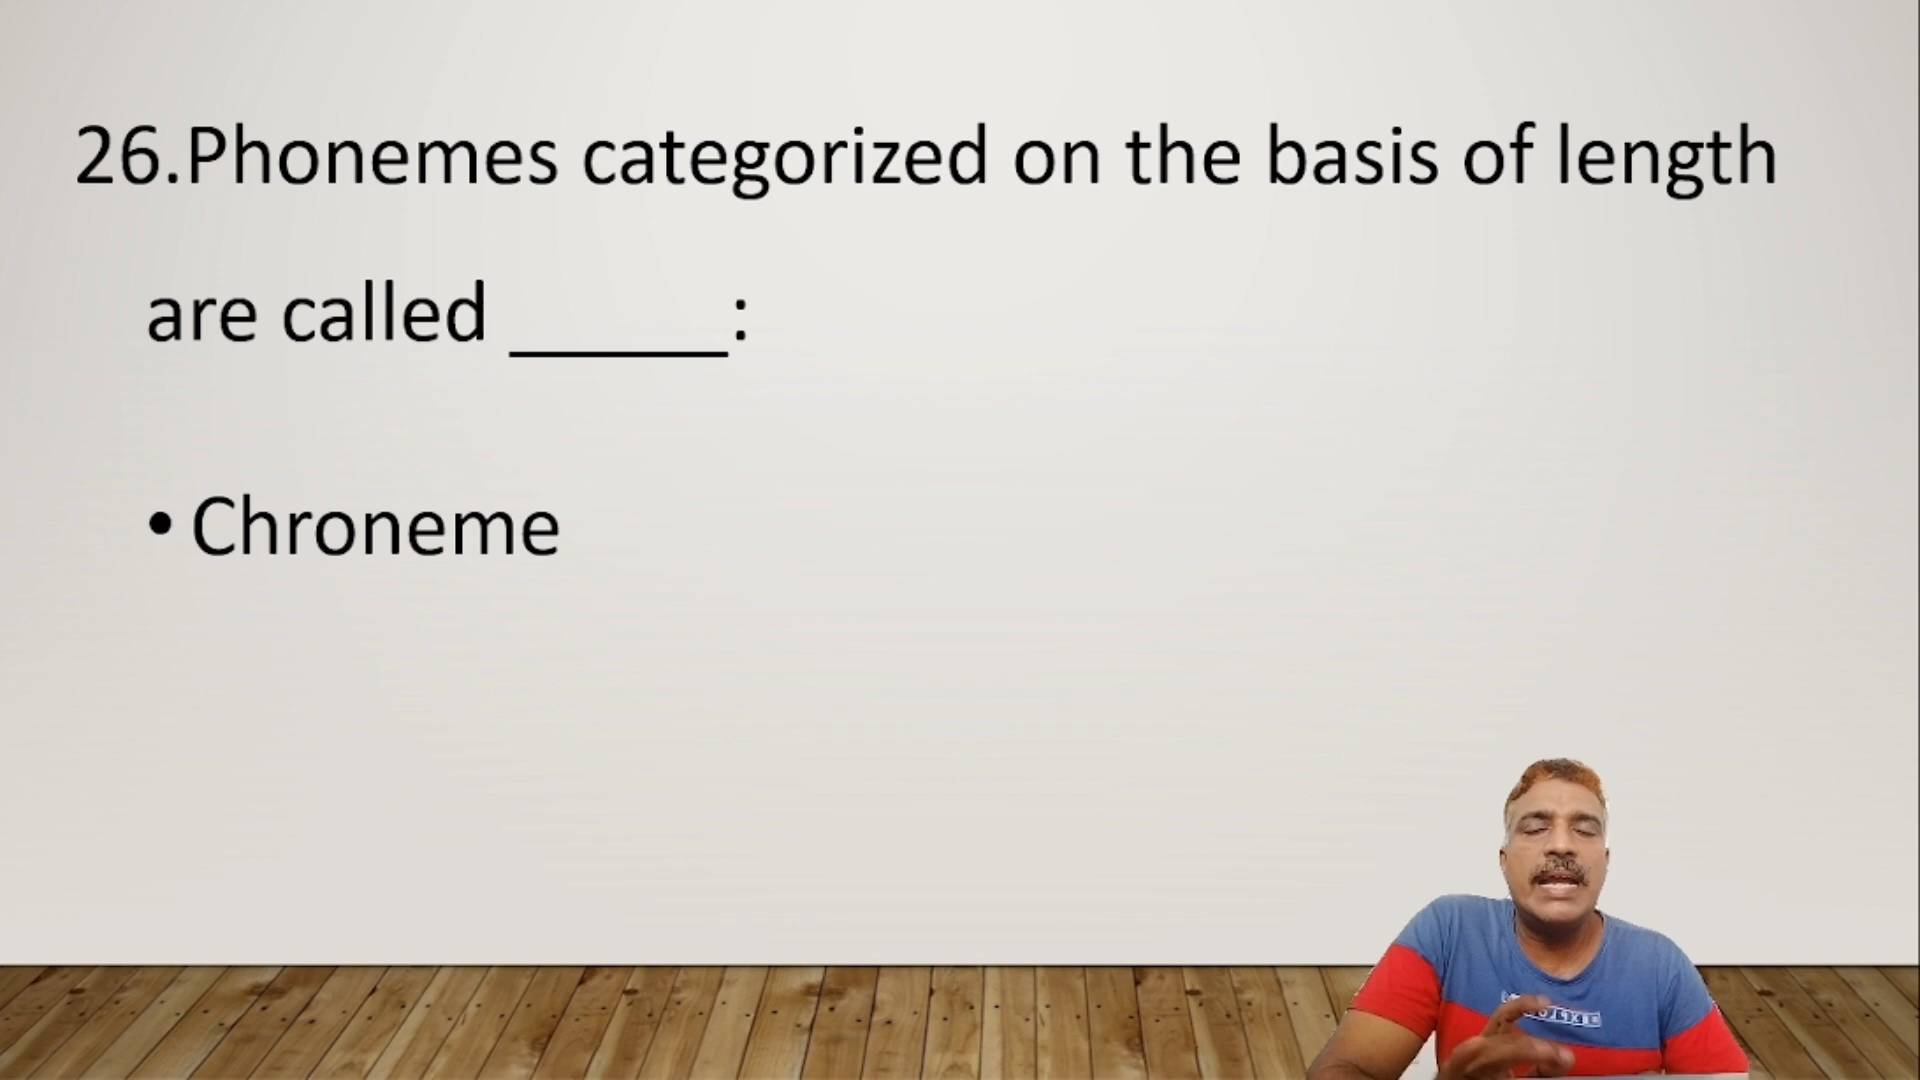 26.Phonemes categorized on the basis of length
are called ______:
• Chroneme